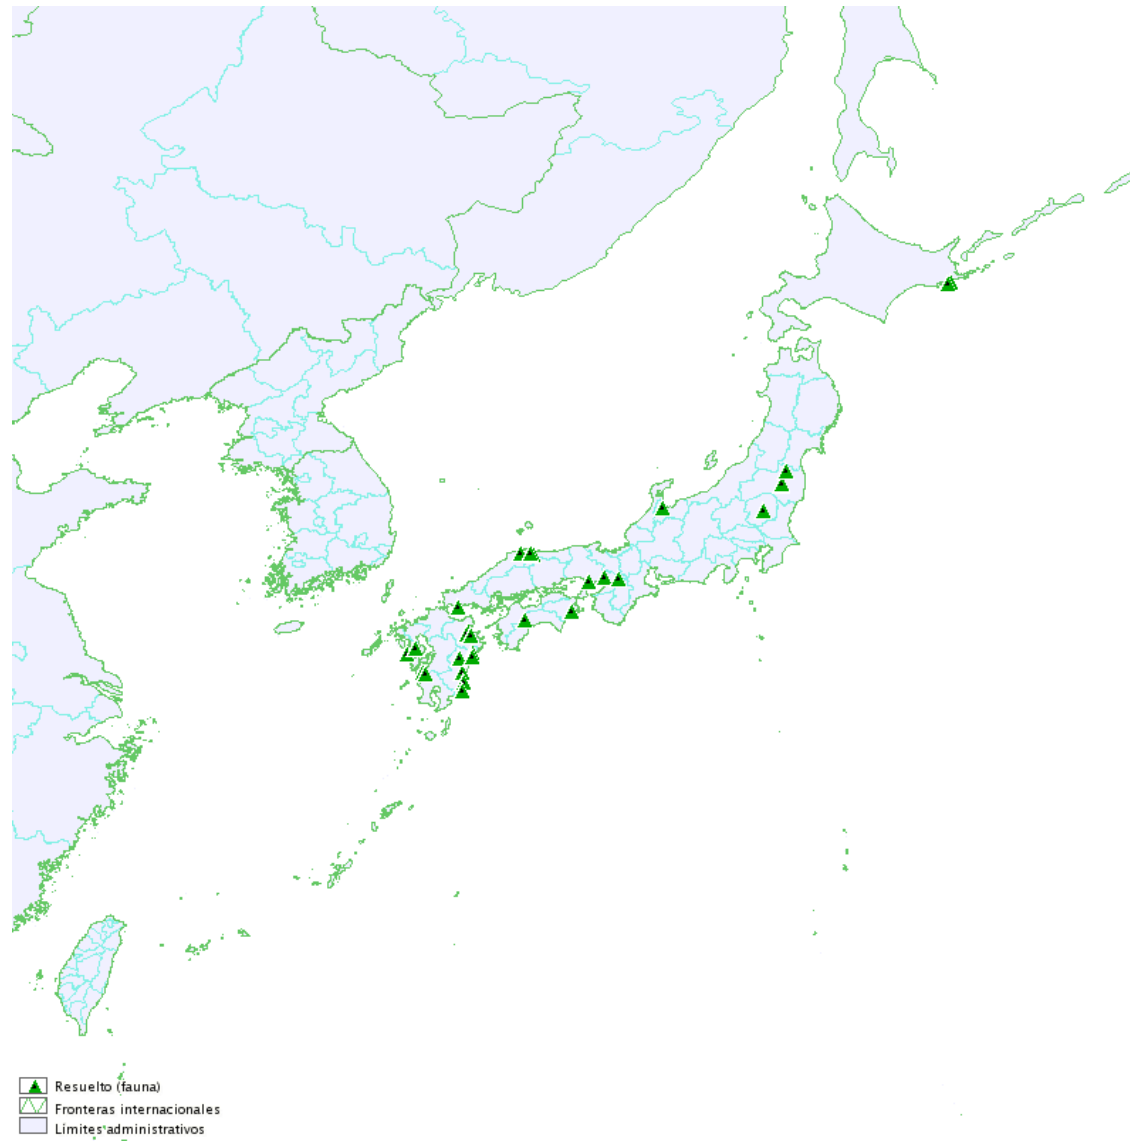 Resuelto (fauna)
Fronteras internacionales
Límites administrativos